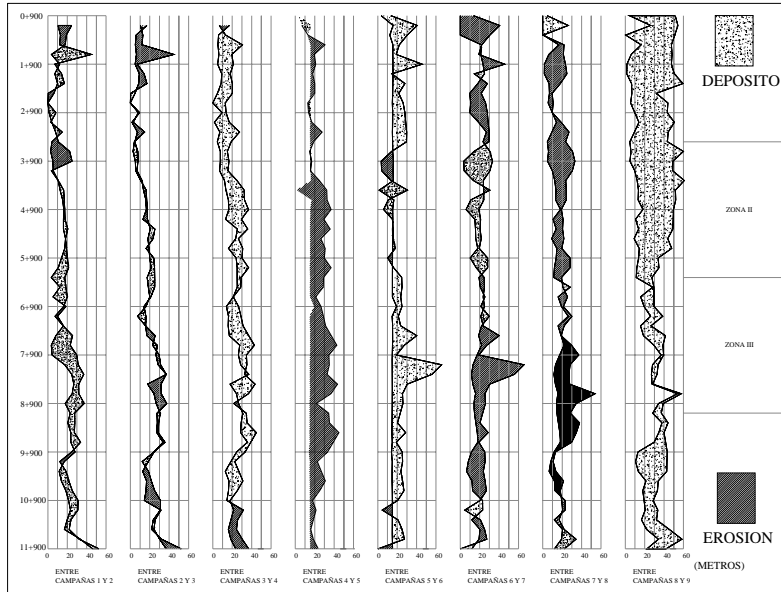 0+900
1+900
2+900
3+900
4+900
5+900
6+900
7+900
8+900
9+900
10+900
11+900
0 20 40 60
0 20 40 60
0 20 40 60
0 20 40 60
0 20 40 60
0 20 40 60
0 20 40 60
0 20 40 60
ENTRE
CAMPAÑAS 1 Y 2
ENTRE
CAMPAÑAS 2 Y 3
ENTRE
CAMPAÑAS 3 Y 4
ENTRE
CAMPAÑAS 4 Y 5
ENTRE
CAMPAÑAS 5 Y 6
ENTRE
CAMPAÑAS 6 Y 7
ENTRE
CAMPAÑAS 7 Y 8
ENTRE
CAMPAÑAS 8 Y 9
DEPOSITO
ZONA II
ZONA III
EROSION
(METROS)